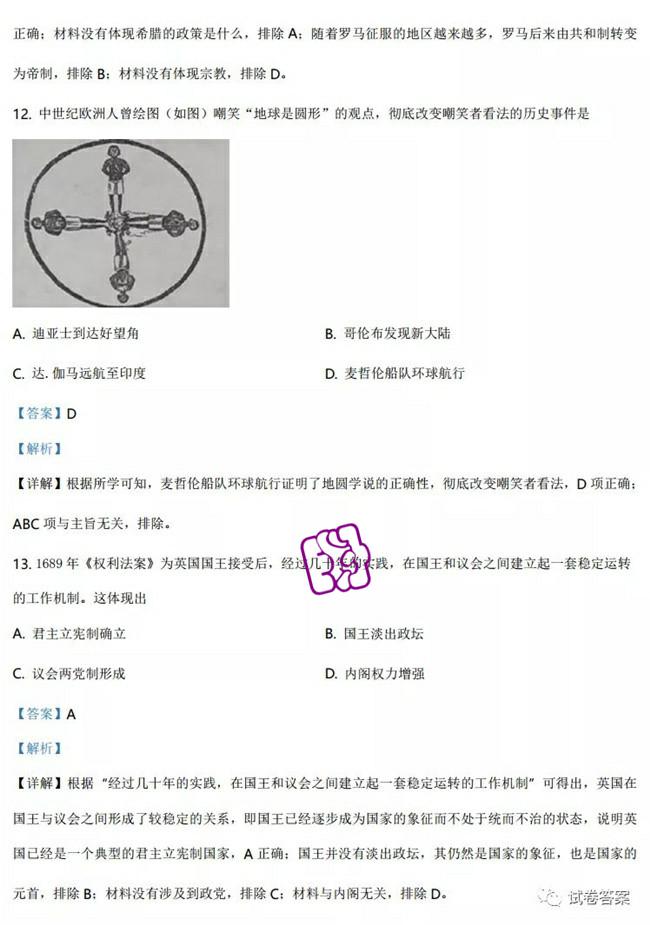 正确；材料没有体现希腊的政策是什么，排除 A；随着罗马征服的地区越来越多，罗马后来由共和制转变
为帝制，排除 B；材料没有体现宗教，排除 D。
12. 中世纪欧洲人曾绘图（如图）嘲笑“地球是圆形”的观点，彻底改变嘲笑者看法的历史事件是
A. 迪亚士到达好望角
B. 哥伦布发现新大陆
C. 达.伽马远航至印度
D. 麦哲伦船队环球航行
【答案】D
【解析】
【详解】根据所学可知，麦哲伦船队环球航行证明了地圆学说的正确性，彻底改变嘲笑者看法，D 项正确；
ABC 项与主旨无关，排除。
13. 1689 年《权利法案》为英国国王接受后，经过几十年的实践，在国王和议会之间建立起一套稳定运转
的工作机制。这体现出
A. 君主立宪制确立
B. 国王淡出政坛
C. 议会两党制形成
D. 内阁权力增强
【答案】A
【解析】
【详解】根据 “经过几十年的实践，在国王和议会之间建立起一套稳定运转的工作机制” 可得出，英国在
国王与议会之间形成了较稳定的关系，即国王已经逐步成为国家的象征而不处于统而不治的状态，说明英
国已经是一个典型的君主立宪制国家，A 正确；国王并没有淡出政坛，其仍然是国家的象征，也是国家的
元首，排除 B；材料没有涉及到政党，排除 C；材料与内阁无关，排除 D。
试卷答案